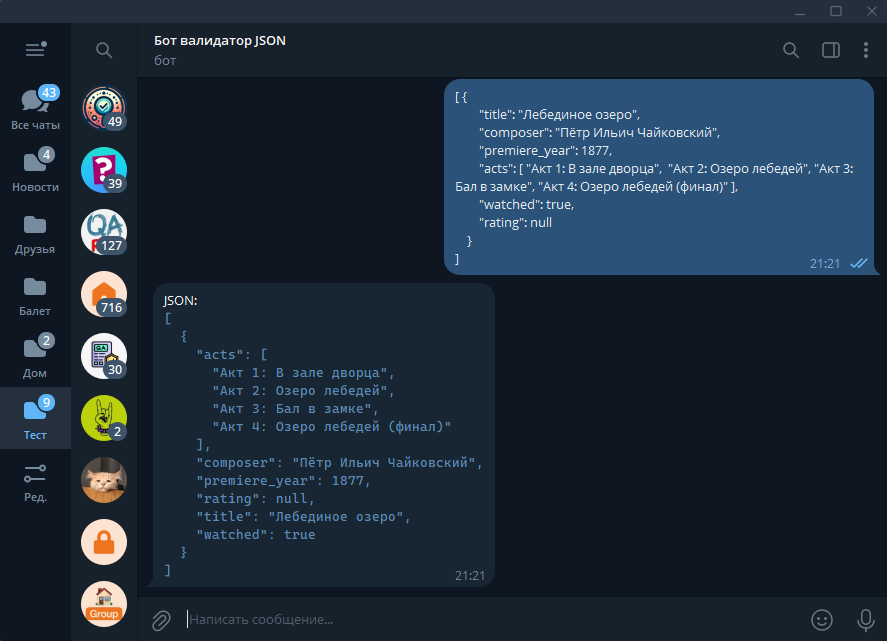 Бот валидатор JSON
бот
43
Все чаты
4
Новости
Друзья
Балет
2
Дом
9
Тест
Ред.
49
?
39
QA
127
716
QA
30
2
Group
[{
"title": "Лебединое озеро",
"composer": "Пётр Ильич Чайковский",
"premiere_year": 1877,
"acts": [ "Акт 1: В зале дворца", "Акт 2: Озеро лебедей", "Акт 3:
Бал в замке", "Акт 4: Озеро лебедей (финал)" ],
"watched": true,
"rating": null
}
]
21:21
JSON:
[
{
"acts": [
"Акт 1: В зале дворца",
"Акт 2: Озеро лебедей",
"Акт 3: Бал в замке",
"Акт 4: Озеро лебедей (финал)"
],
"composer": "Пётр Ильич Чайковский",
"premiere_year": 1877,
"rating": null,
"title": "Лебединое озеро",
"watched": true
}
]
21:21
Написать сообщение...